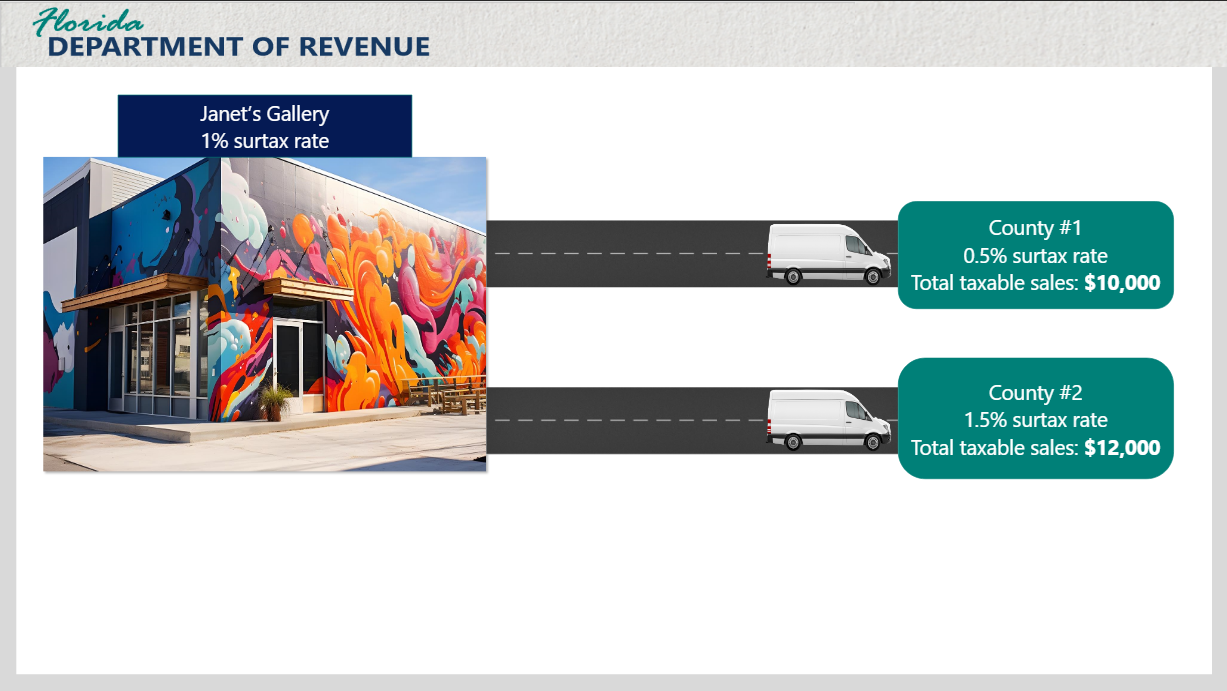 Florida
DEPARTMENT OF REVENUE
Janet’s Gallery
1% surtax rate
County #1
0.5% surtax rate
Total taxable sales: $10,000
County #2
1.5% surtax rate
Total taxable sales: $12,000